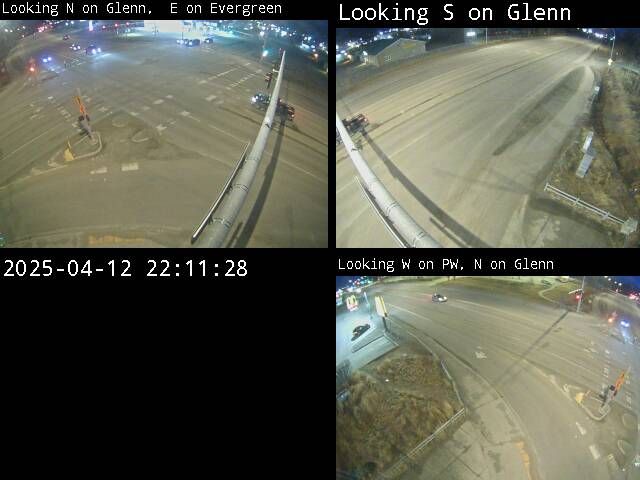 Looking N on Glenn,  E on Evergreen
Looking S on Glenn
2025-04-12 22:11:28
Looking W on PW, N on Glenn